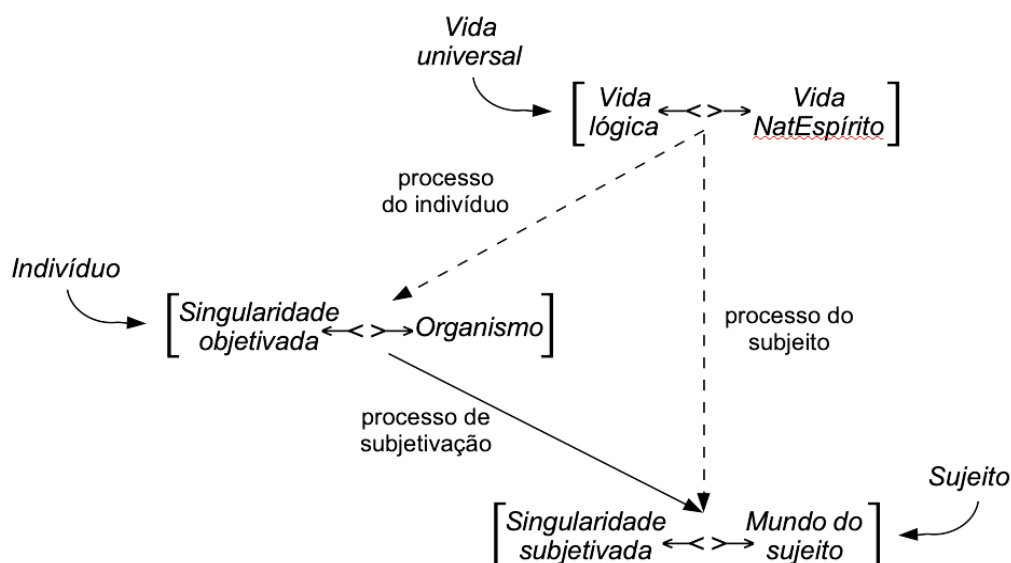 Vida
universal
Vida
lógica
Vida
NatEspírito
processo
do indivíduo
Indivíduo
Singularidade
objetivada
Organismo
processo do
subjeito
processo de
subjetivação
Sujeito
Singularidade
subjetivada
Mundo do
sujeito